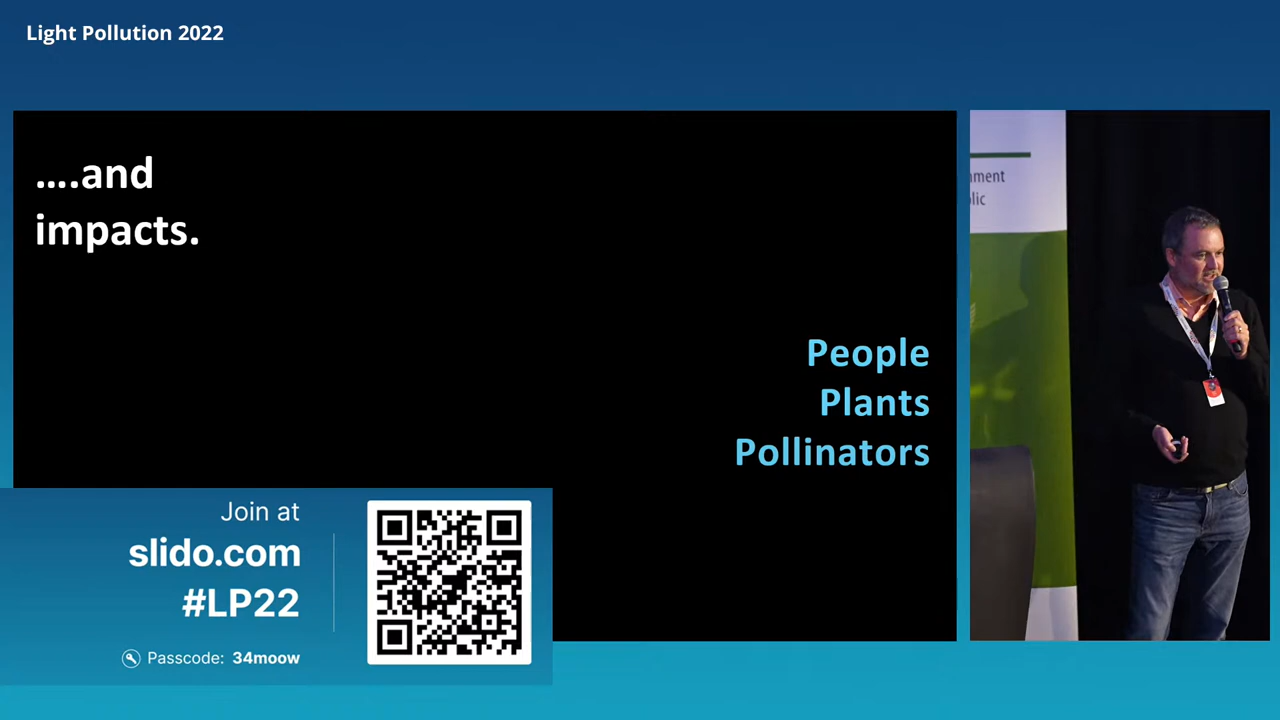 Light Pollution 2022
….and
impacts.
People
Plants
Pollinators
Join at
slido.com
#LP22
Passcode: 34moow